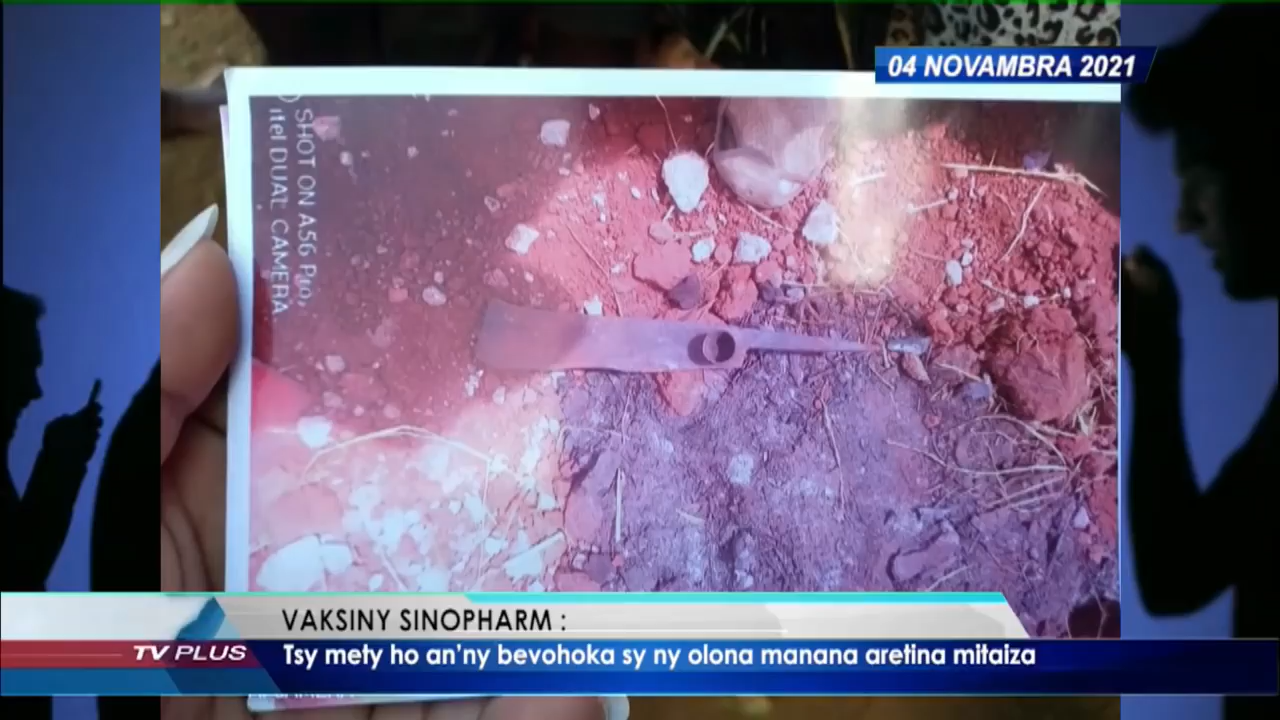 04 NOVAMBRA 2021
SHOT ON A56 Pro
itel DUAL CAMERA
VAKSINY SINOPHARM :
TV PLUS
Tsy mety ho an'ny bevohoka sy ny olona manana aretina mitaiza